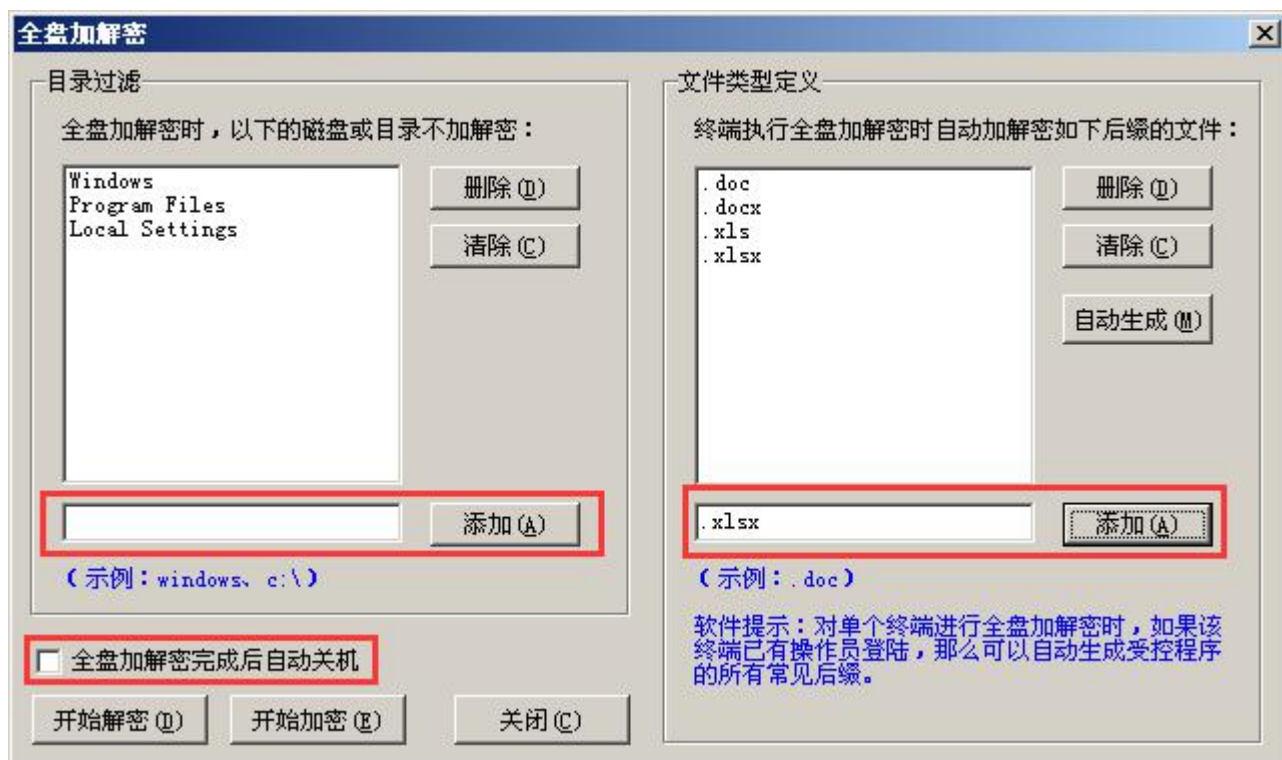 全盘加解密
目录过滤
全盘加解密时，以下的磁盘或目录不加解密：
Windows
Program Files
Local Settings
删除(D)
清除(C)
添加(A)
（示例：windows、c:\）
全盘加解密完成后自动关机
开始解密(D)
开始加密(E)
关闭(C)
文件类型定义
终端执行全盘加解密时自动加解密如下后缀的文件：
.doc
.docx
.xls
.xlsx
删除(D)
清除(C)
自动生成(M)
.xlsx
添加(A)
（示例：.doc）
软件提示：对单个终端进行全盘加解密时，如果该
终端已有操作员登陆，那么可以自动生成受控程序
的所有常见后缀。